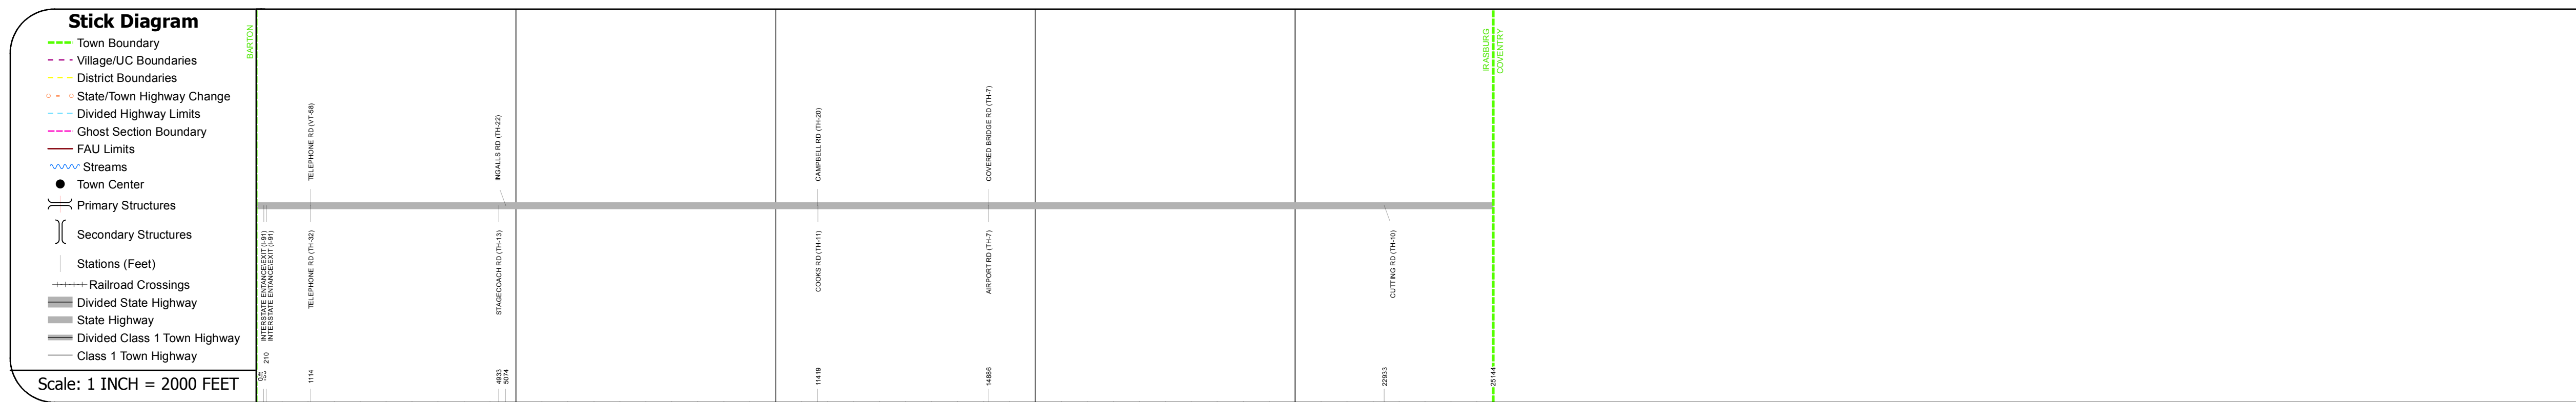 Stick Diagram
Town Boundary
Village/UC Boundaries
District Boundaries
State/Town Highway Change
Divided Highway Limits
Ghost Section Boundary
FAU Limits
Streams
Town Center
Primary Structures
Secondary Structures
Stations (Feet)
Railroad Crossings
Divided State Highway
State Highway
Divided Class 1 Town Highway
Class 1 Town Highway
Scale: 1 INCH = 2000 FEET
BARTON
TELEPHONE RD (VT-58)
INGALLS RD (TH-22)
CAMPBELL RD (TH-20)
COVERED BRIDGE RD (TH-7)
IRASBURG
COVENTRY
INTERSTATE ENTANCE\EXIT (I-91)
INTERSTATE ENTANCE\EXIT (I-91)
TELEPHONE RD (TH-32)
STAGECOACH RD (TH-13)
COOKS RD (TH-11)
AIRPORT RD (TH-7)
CUTTING RD (TH-10)
0 ft
210
1114
4933
5074
11419
14886
22933
25144